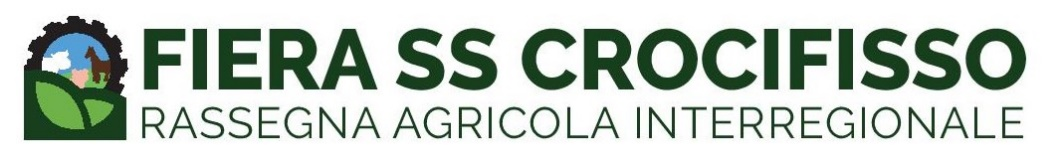 FIERA SS CROCIFISSO
RASSEGNA AGRICOLA INTERREGIONALE